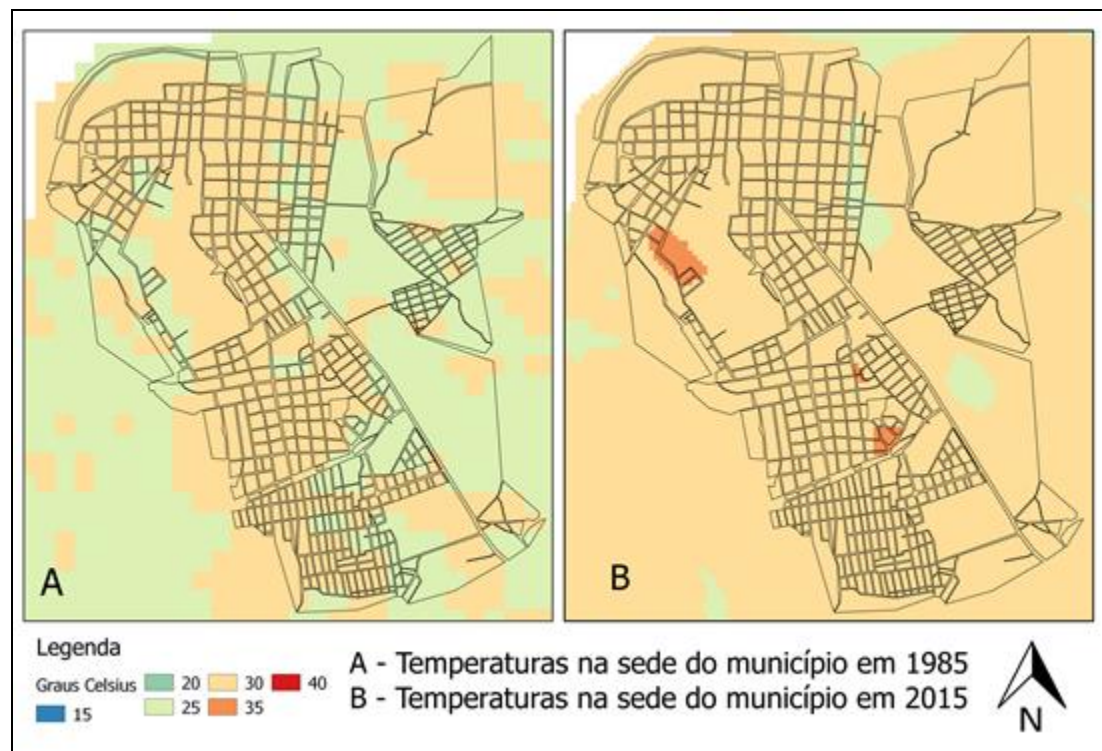 A
B
Legenda
Graus Celsius
15
20
25
30
35
40
A - Temperaturas na sede do município em 1985
B - Temperaturas na sede do município em 2015
N